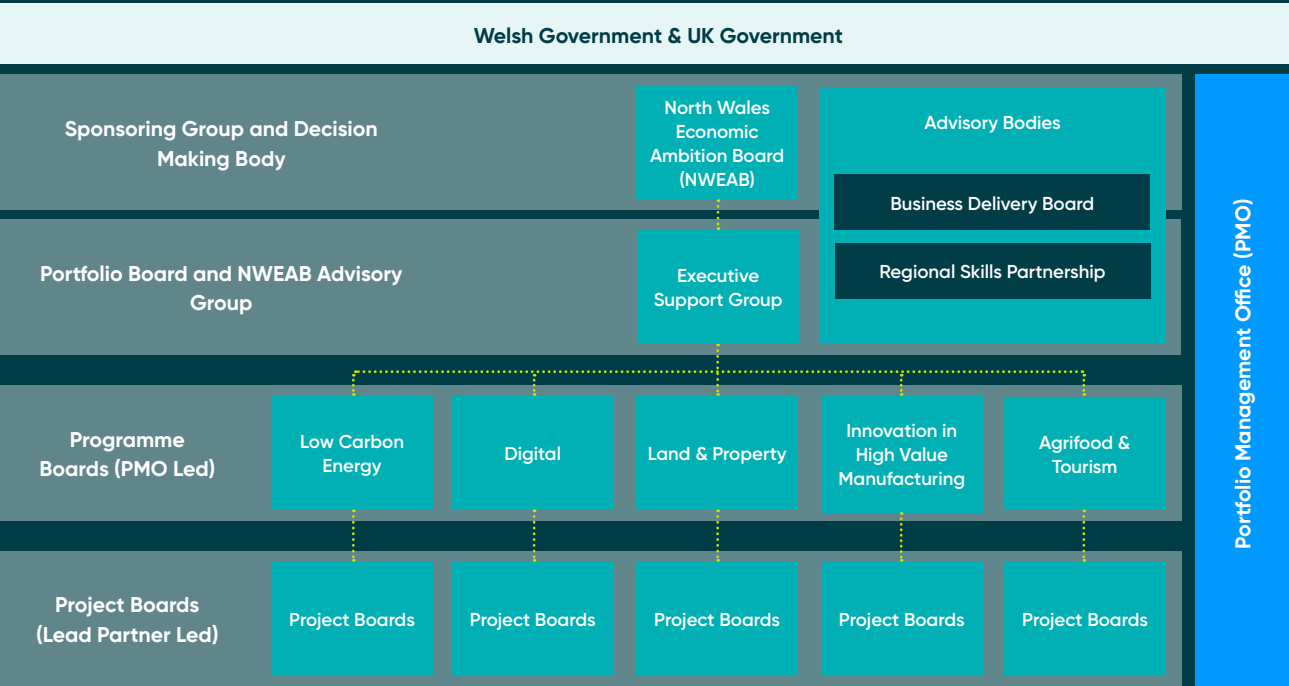 Welsh Government & UK Government
Sponsoring Group and Decision
Making Body
North Wales
Economic
Ambition Board
(NWEAB)
Advisory Bodies
Business Delivery Board
Regional Skills Partnership
Portfolio Board and NWEAB Advisory
Group
Executive
Support Group
Programme
Boards (PMO Led)
Low Carbon
Energy
Digital
Land & Property
Innovation in
High Value
Manufacturing
Agrifood &
Tourism
Project Boards
(Lead Partner Led)
Project Boards
Project Boards
Project Boards
Project Boards
Project Boards
Portfolio Management Office (PMO)